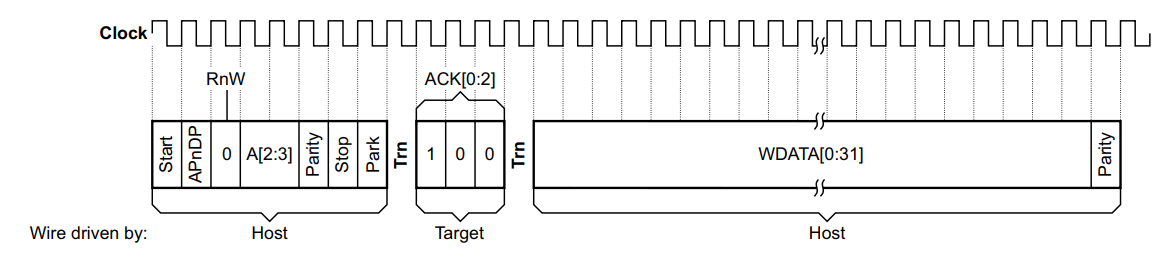 Clock
RnW
ACK[0:2]
Start
APnDP
0
A[2:3]
Parity
Stop
Park
Trn
1
0
0
Trn
WDATA[0:31]
Parity
Wire driven by:
Host
Target
Host